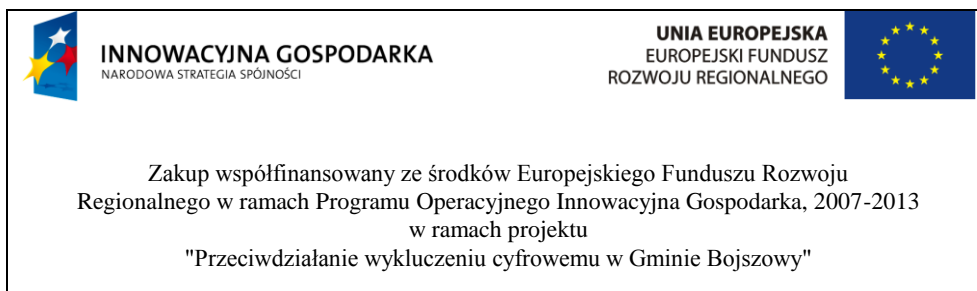 INNOWACYJNA GOSPODARKA
NARODOWA STRATEGIA SPÓJNOŚCI
UNIA EUROPEJSKA
EUROPEJSKI FUNDUSZ
ROZWOJU REGIONALNEGO
Zakup współfinansowany ze środków Europejskiego Funduszu Rozwoju
Regionalnego w ramach Programu Operacyjnego Innowacyjna Gospodarka, 2007-2013
w ramach projektu
"Przeciwdziałanie wykluczeniu cyfrowemu w Gminie Bojszowy"